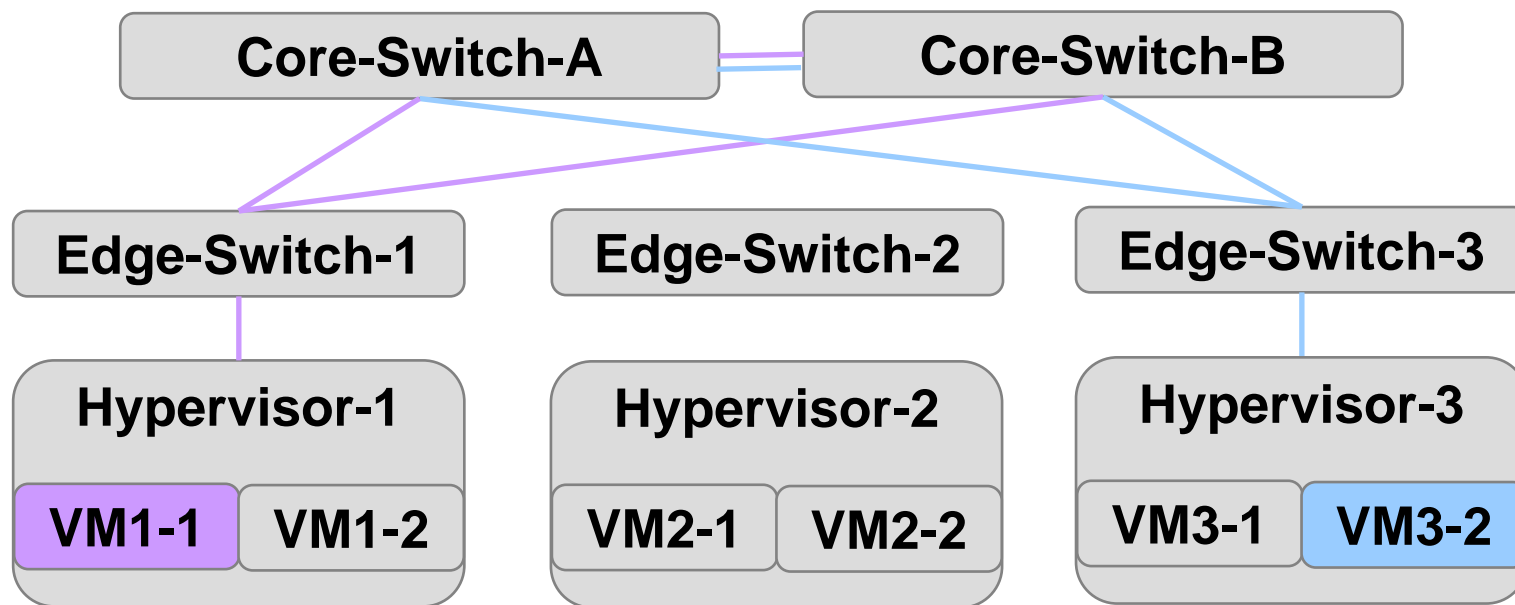 Core-Switch-A
Core-Switch-B
Edge-Switch-1
Edge-Switch-2
Edge-Switch-3
Hypervisor-1
Hypervisor-2
Hypervisor-3
VM1-1
VM1-2
VM2-1
VM2-2
VM3-1
VM3-2